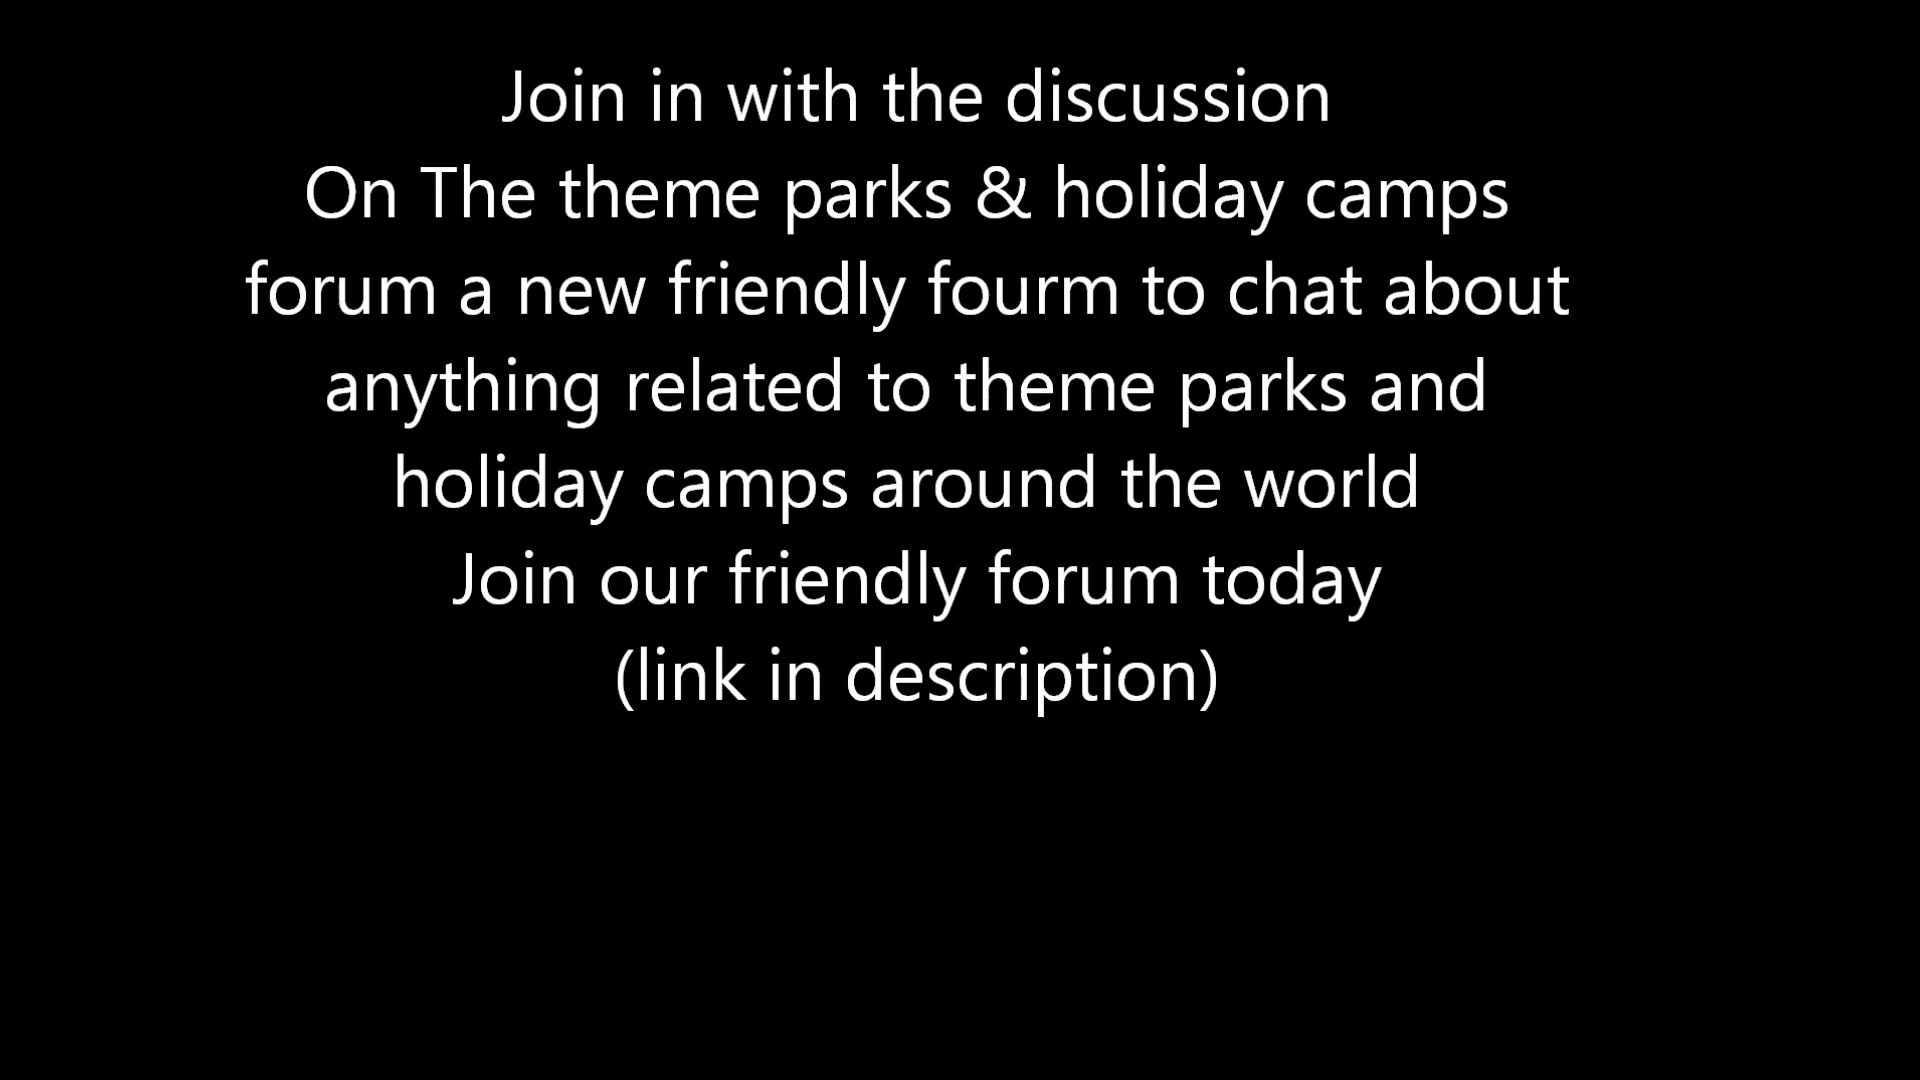 Join in with the discussion
On The theme parks & holiday camps
forum a new friendly fourm to chat about
anything related to theme parks and
holiday camps around the world
Join our friendly forum today
(link in description)